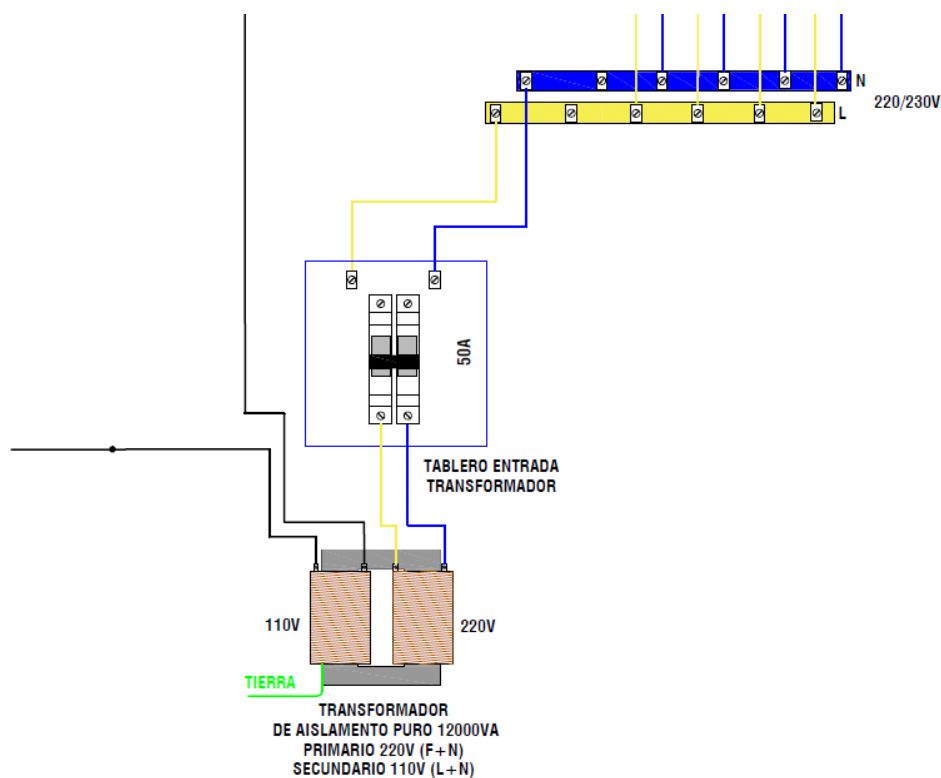 N
220/230V
L
50A
TABLERO ENTRADA
TRANSFORMADOR
110V
220V
TIERRA
TRANSFORMADOR
DE AISLAMENTO PURO 12000VA
PRIMARIO 220V (F+N)
SECUNDARIO 110V (L+N)